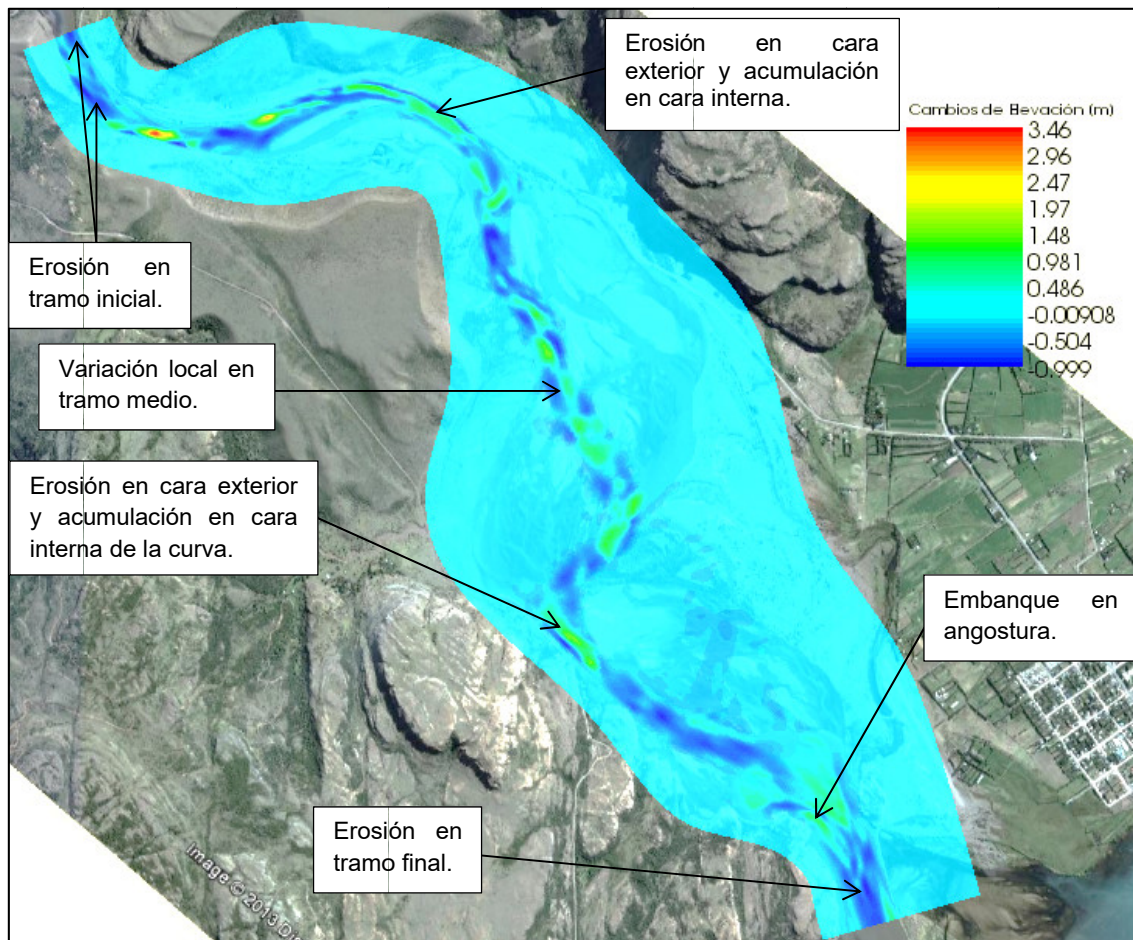 Erosión en cara
exterior y acumulación
en cara interna.
Cambios de Elevación (m)
3.46
2.96
2.47
1.97
1.48
0.981
0.486
-0.00908
-0.504
-0.999
Erosión en
tramo inicial.
Variación local en
tramo medio.
Erosión en cara exterior
y acumulación en cara
interna de la curva.
Embanque en
angostura.
Erosión en
tramo final.
Image © 2013